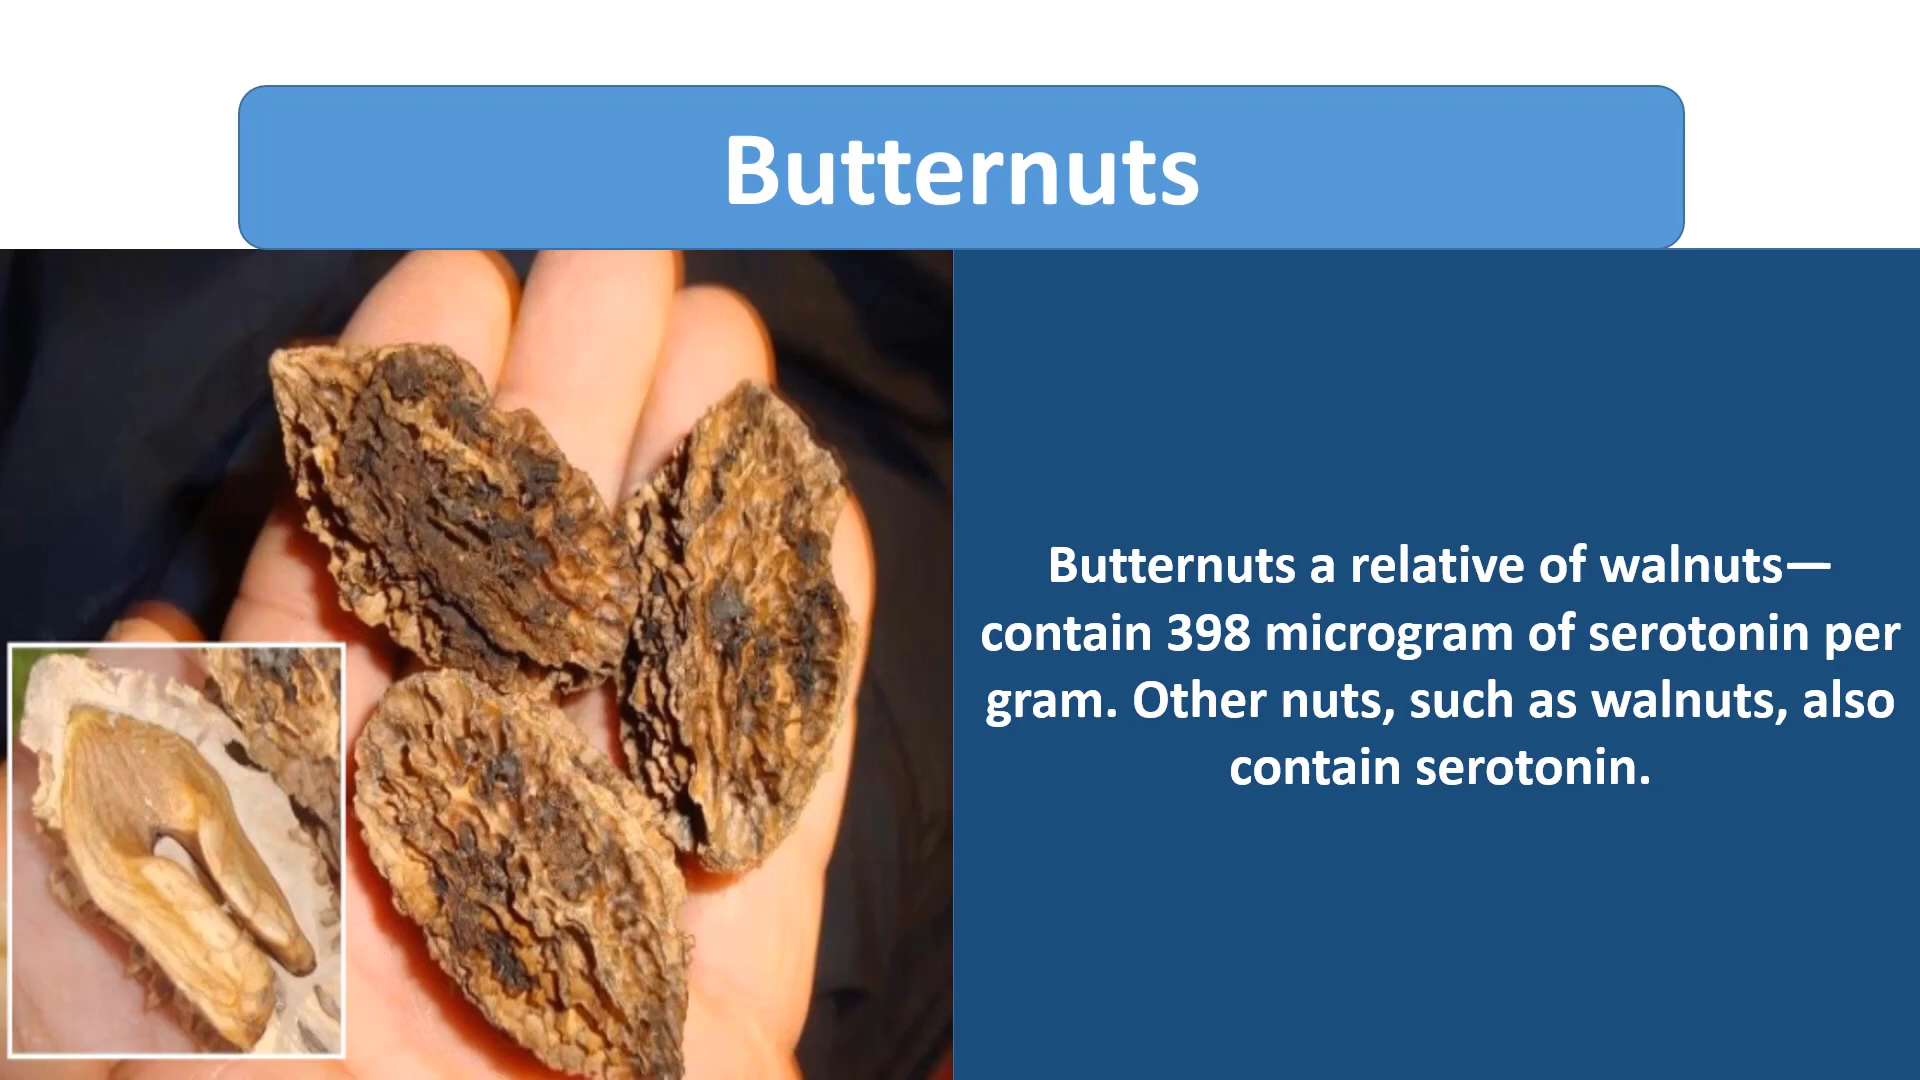 Butternuts
Butternuts a relative of walnuts—
contain 398 microgram of serotonin per
gram. Other nuts, such as walnuts, also
contain serotonin.